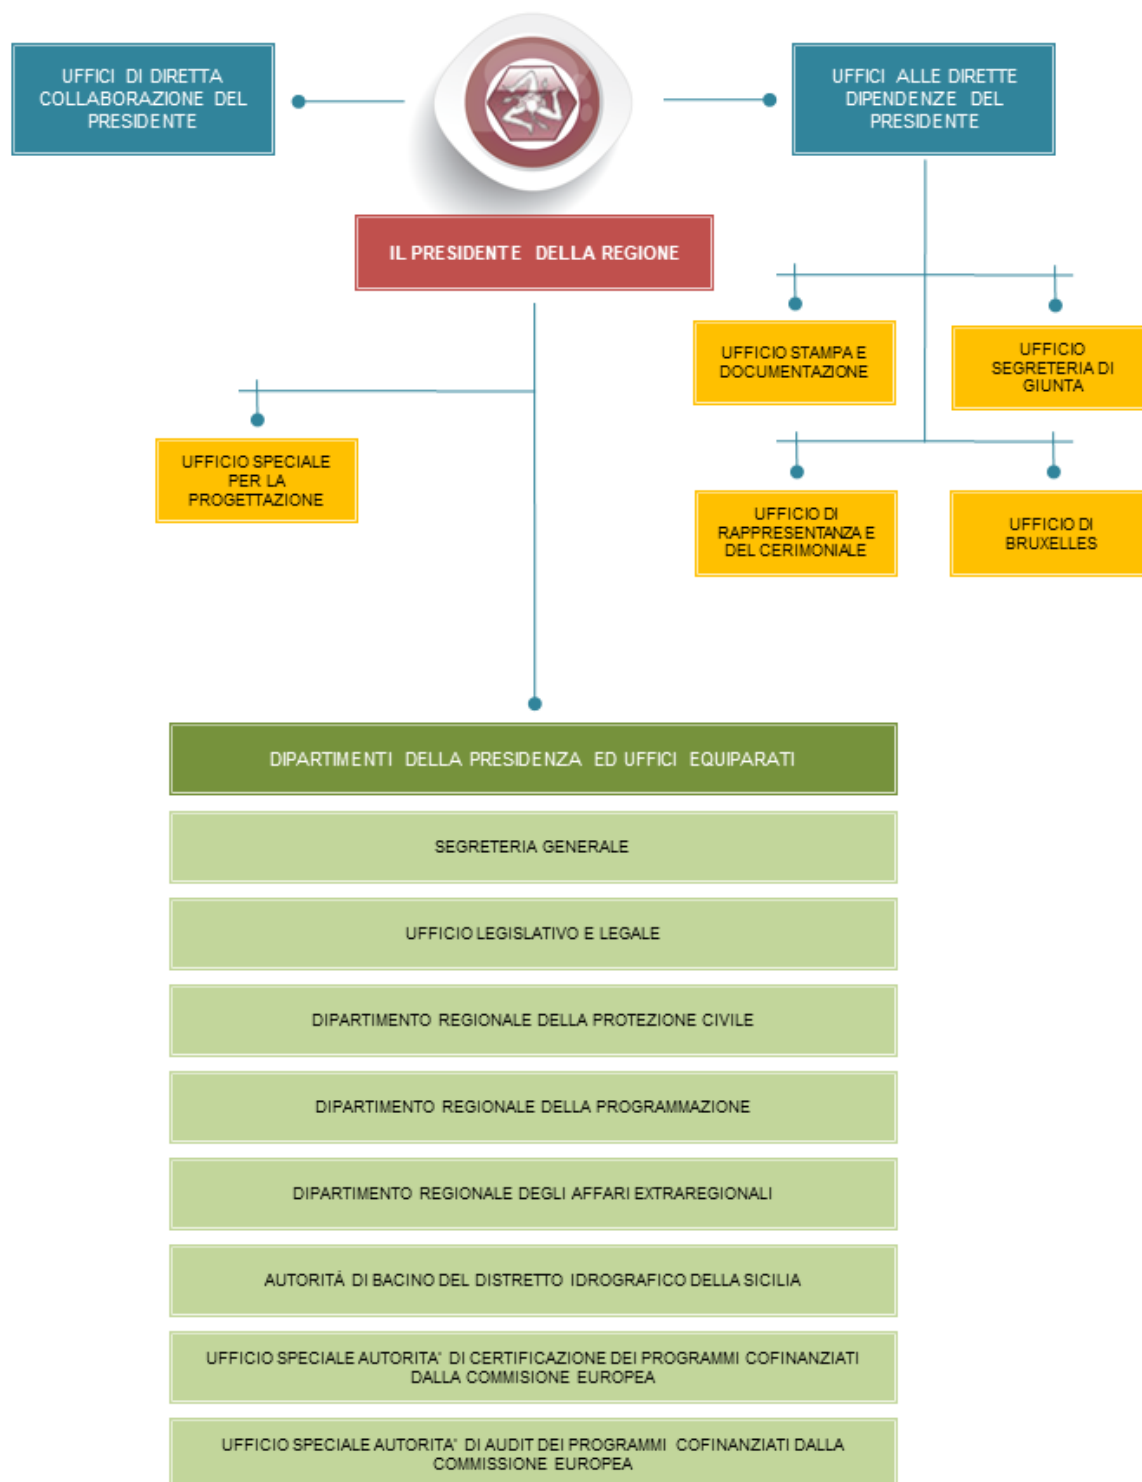 UFFICI DI DIRETTA
COLLABORAZIONE DEL
PRESIDENTE
UFFICI ALLE DIRETTE
DIPENDENZE DEL
PRESIDENTE
IL PRESIDENTE DELLA REGIONE
UFFICIO STAMPA E
DOCUMENTAZIONE
UFFICIO
SEGRETERIA DI
GIUNTA
UFFICIO SPECIALE
PER LA
PROGETTAZIONE
UFFICIO DI
RAPPRESENTANZA E
DEL CERIMONIALE
UFFICIO DI
BRUXELLES
DIPARTIMENTI DELLA PRESIDENZA ED UFFICI EQUIPARATI
SEGRETERIA GENERALE
UFFICIO LEGISLATIVO E LEGALE
DIPARTIMENTO REGIONALE DELLA PROTEZIONE CIVILE
DIPARTIMENTO REGIONALE DELLA PROGRAMMAZIONE
DIPARTIMENTO REGIONALE DEGLI AFFARI EXTRAREGIONALI
AUTORITÀ DI BACINO DEL DISTRETTO IDROGRAFICO DELLA SICILIA
UFFICIO SPECIALE AUTORITA' DI CERTIFICAZIONE DEI PROGRAMMI COFINANZIATI
DALLA COMMISIONE EUROPEA
UFFICIO SPECIALE AUTORITA' DI AUDIT DEI PROGRAMMI COFINANZIATI DALLA
COMMISSIONE EUROPEA